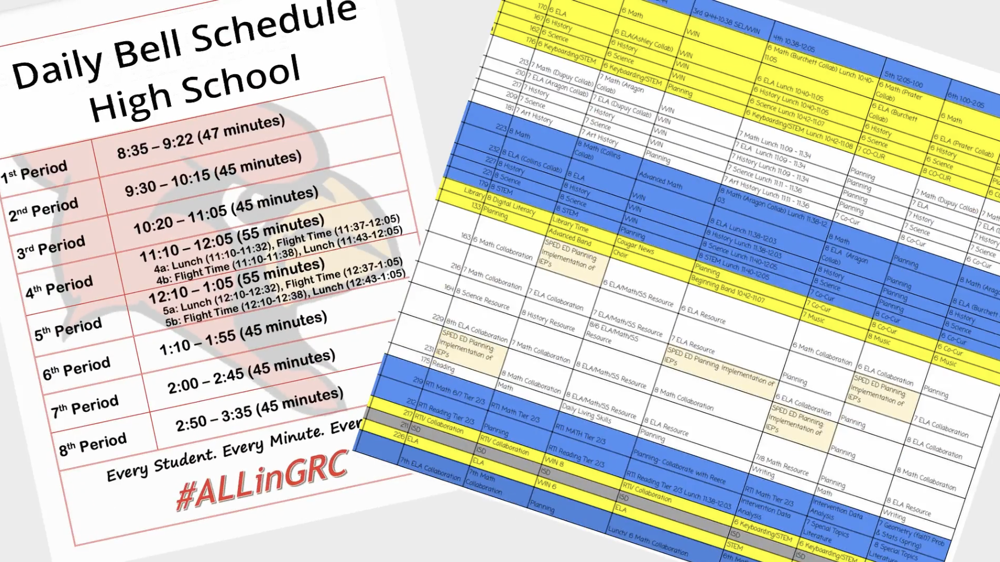 Daily Bell Schedule
High School
1st Period 8:35 – 9:22 (47 minutes)
2nd Period 9:30 – 10:15 (45 minutes)
3rd Period 10:20 – 11:05 (45 minutes)
4th Period 11:10 – 12:05 (55 minutes)
4a: Lunch (11:10-11:32), Flight Time (11:37-12:05)
4b: Flight Time (11:10-11:38), Lunch (11:43-12:05)
5th Period 12:10 – 1:05 (55 minutes)
5a: Lunch (12:10-12:32), Flight Time (12:37-1:05)
5b: Flight Time (12:10-12:38), Lunch (12:43-1:05)
6th Period 1:10 – 1:55 (45 minutes)
7th Period 2:00 – 2:45 (45 minutes)
8th Period 2:50 – 3:35 (45 minutes)
Every Student. Every Minute. Ever
#ALLinGRC
3rd 9:44-10:38 SEL/WIN 4th 10:38-12:05 5th 12:05-1:00 6th 1:00-2:05
170 6 ELA 6 Math WIN 6 Math (Burchett Collab) Lunch 10:40-11:05 6 Math (Prater Collab) 6 Math
167 6 History 6 ELA(Ashley Collab) WIN 6 ELA Lunch 10:40-11:05 6 ELA (Burchett Collab) 6 ELA (Prater Collab)
162 6 Science 6 History WIN 6 History Lunch 10:40-11:05 6 History 6 History
176 6 Keyboarding/STEM 6 Science WIN 6 Science Lunch 10:42-11:07 6 Science 6 Science
6 Keyboarding/STEM Planning 6 Keyboarding/STEM Lunch 10:42-11:08 7 CO-CUR 8 CO-CUR
213 7 Math (Dupuy Collab) 7 Math (Aragon Collab) WIN 7 Math Lunch 11:09 - 11:34 Planning 7 Math (Dupuy Collab)
210 7 ELA (Aragon Collab) 7 ELA (Dupuy Collab) WIN 7 ELA Lunch 11:09 - 11:34 Planning 7 ELA
217 7 History 7 History WIN 7 History Lunch 11:09 - 11:34 Planning 7 History
209 7 Science 7 Science WIN 7 Science Lunch 11:11 - 11:36 Planning 7 Science
181 7 Art History 7 Art History Planning 7 Art History Lunch 11:11 - 11:36 7 Co-Cur 8 Co-Cur 6 Co-Cur
223 8 Math 8 Math (Collins Collab) Advanced Math 8 Math (Aragon Collab) Lunch 11:38-12:03 8 Math Planning
232 8 ELA (Collins Collab) 8 ELA WIN 8 ELA Lunch 11:38-12:03 8 ELA (Aragon Collab) Planning
227 8 History 8 History WIN 8 History Lunch 11:38-12:03 8 History Planning 8 History
221 8 Science 8 Science WIN 8 Science Lunch 11:40-12:05 8 Science Planning 8 Science
179 8 STEM 8 STEM Planning 8 STEM Lunch 11:40-12:05 7 Co-Cur 8 Co-Cur 6 Co-Cur
Library 8 Digital Literacy Library Time Cougar News Planning 7 Co-Cur 8 Co-Cur 6 Co-Cur
133 Planning Advanced Band Choir Beginning Band 10:42-11:07 7 Music 8 Music 6 Music
163 6 Math Collaboration SPED ED Planning: Implementation of IEP's 6 ELA/Math/SS Resource 6 ELA Resource 6 Math Collaboration 6 ELA Collaboration Planning
216 7 Math Collaboration 7 ELA Collaboration 7 ELA/Math/SS Resource 7 ELA Resource Planning SPED ED Planning: Implementation of IEP's 7 ELA Collaboration
164 8 Science Resource 8 History Resource 8/6 ELA/Math/SS Resource SPED ED Planning: Implementation of IEP's 6 ELA Collaboration Planning 8 ELA Collaboration
229 8th ELA Collaboration 7 Math Collaboration 8 ELA/Math/SS Resource 8 Math Collaboration SPED ED Planning: Implementation of IEP's Planning 8 Math Collaboration
231 SPED ED Planning: Implementation of IEP's 8 Math Collaboration 8 ELA/Math/SS Resource 8 ELA Resource 7/8 Math Resource Planning 8 ELA Resource
175 Reading Math Daily Living Skills Planning Writing Math Writing
219 RTI Math 6/7 Tier 2/3 RTI Math Tier 2/3 RTI MATH Tier 2/3 Planning- Collaborate with Reece RTI Math Tier 2/3 Intervention Data Analysis 7 Geometry (fall)? Prob & Stats (spring)
212 RTI Reading Tier 2/3 Planning RTI Reading Tier 2/3 RTI Reading Tier 2/3 Lunch 11:38-12:03 Intervention Data Analysis 7 Special Topics Literature 8 Special Topics Literature
217 RTI/ Collaboration RTI/ Collaboration WIN 8 RTI/ Collaboration 6 Keyboarding/STEM 6 Keyboarding/STEM
211 ISD ISD ISD ISD ISD ISD
226 ELA ELA WIN 6 ELA STEM
7th ELA Collaboration 7th Math Collaboration Planning Lunch/ 6 Math Collaboration